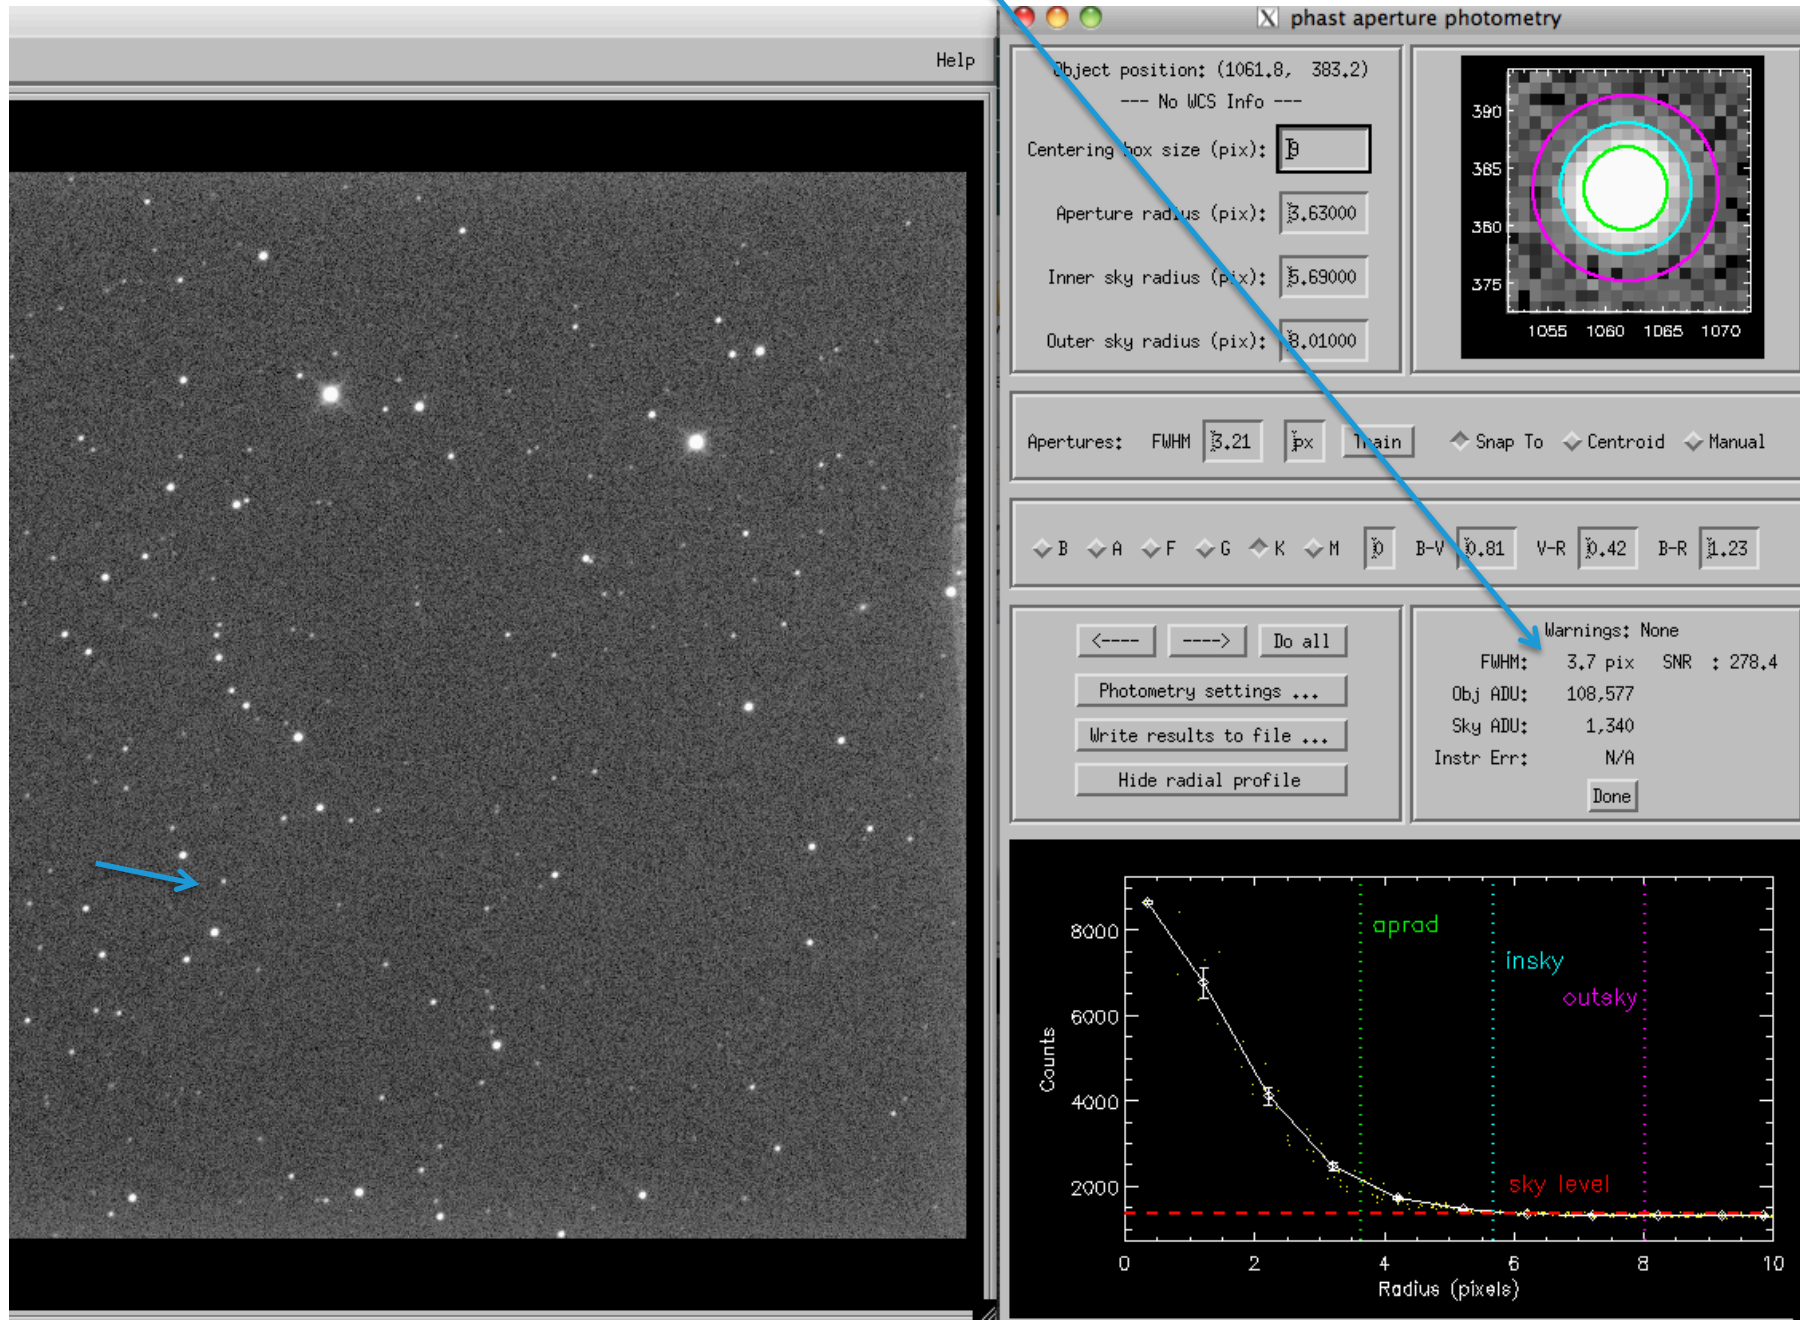 Help
phast aperture photometry
Object position: (1061.8, 383.2)
--- No WCS Info ---
Centering box size (pix): 9
Aperture radius (pix): 3.63000
Inner sky radius (pix): 5.69000
Outer sky radius (pix): 8.01000
390
385
380
375
1055 1060 1065 1070
Apertures: FWHM 3.21 px Train Snap To Centroid Manual
B A F G K M 0 B-V 0.81 V-R 0.42 B-R 1.23
<---- ----> Do all
Photometry settings ...
Write results to file ...
Hide radial profile
Warnings: None
FWHM: 3.7 pix SNR : 278.4
Obj ADU: 108,577
Sky ADU: 1,340
Instr Err: N/A
Done
8000
6000
4000
2000
Counts
aprad
insky
outsky
sky level
0 2 4 6 8 10
Radius (pixels)